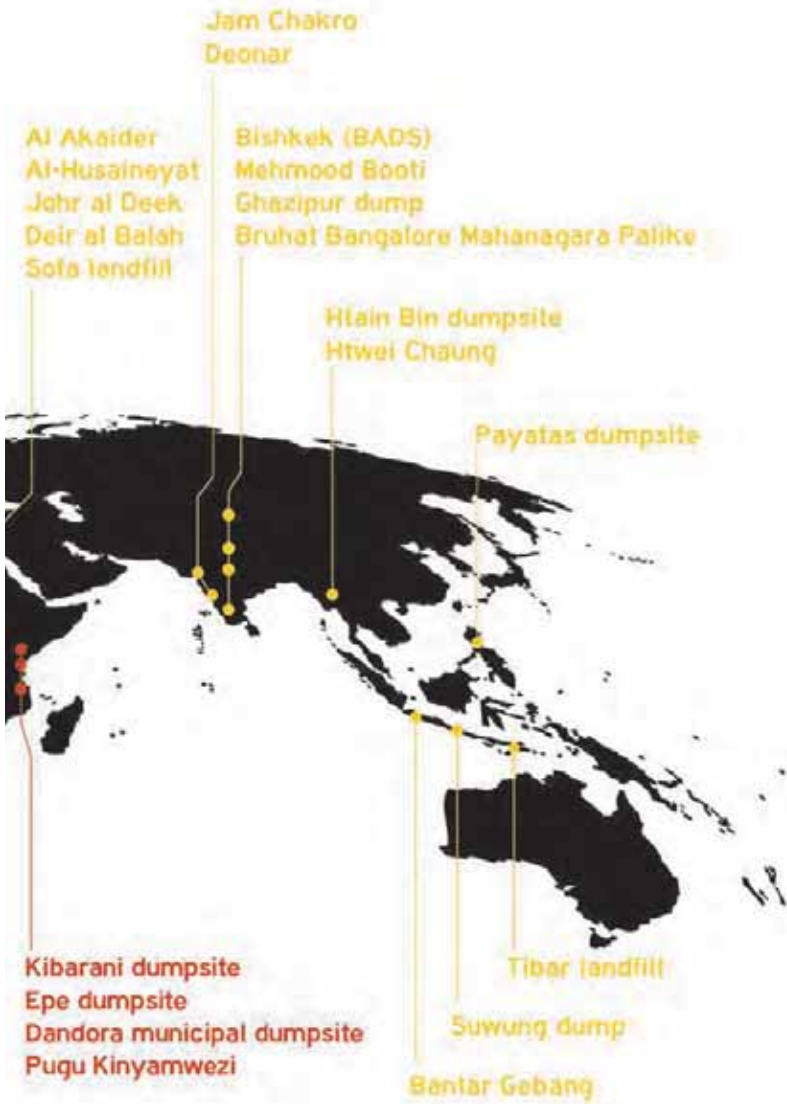 Jam Chakro
Deonar
Al Akaider
Al-Husaineyat
Johr al Deek
Deir al Balah
Sofa landfill
Bishkek (BADS)
Mehmood Booti
Ghazipur dump
Bruhat Bangalore Mahanagara Palike
Hlain Bin dumpsite
Htwei Chaung
Payatas dumpsite
Kibarani dumpsite
Epe dumpsite
Dandora municipal dumpsite
Pugu Kinyamwezi
Tibar landfill
Suwung dump
Bantar Gebang